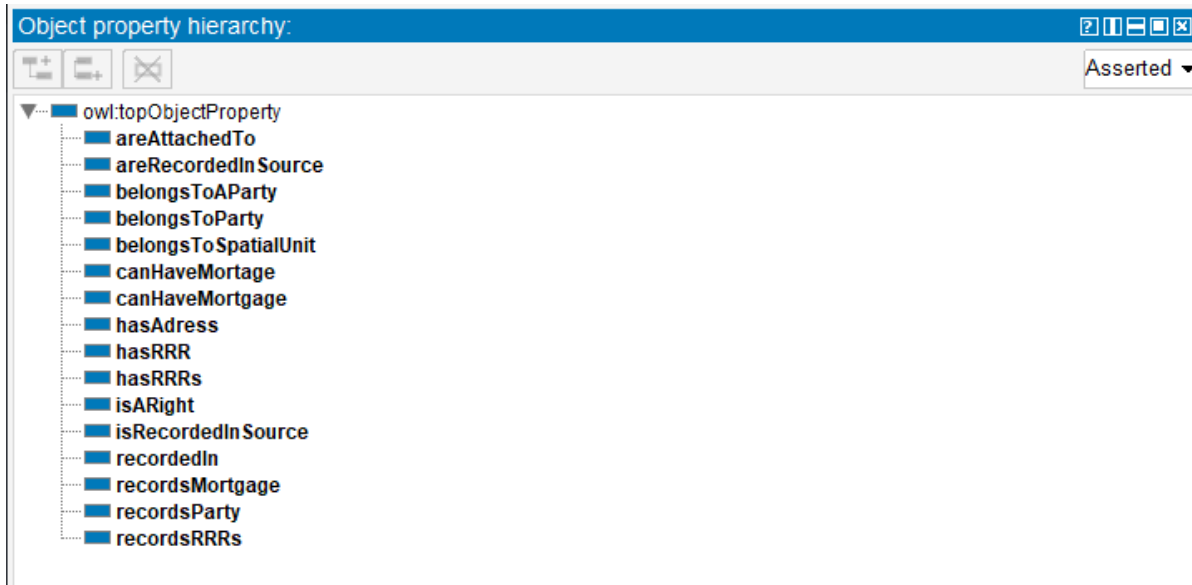 Object property hierarchy:
Asserted
owl:topObjectProperty
areAttachedTo
areRecordedInSource
belongsToAParty
belongsToParty
belongsToSpatialUnit
canHaveMortage
canHaveMortgage
hasAdress
hasRRR
hasRRRs
isARight
isRecordedInSource
recordedIn
recordsMortgage
recordsParty
recordsRRRs